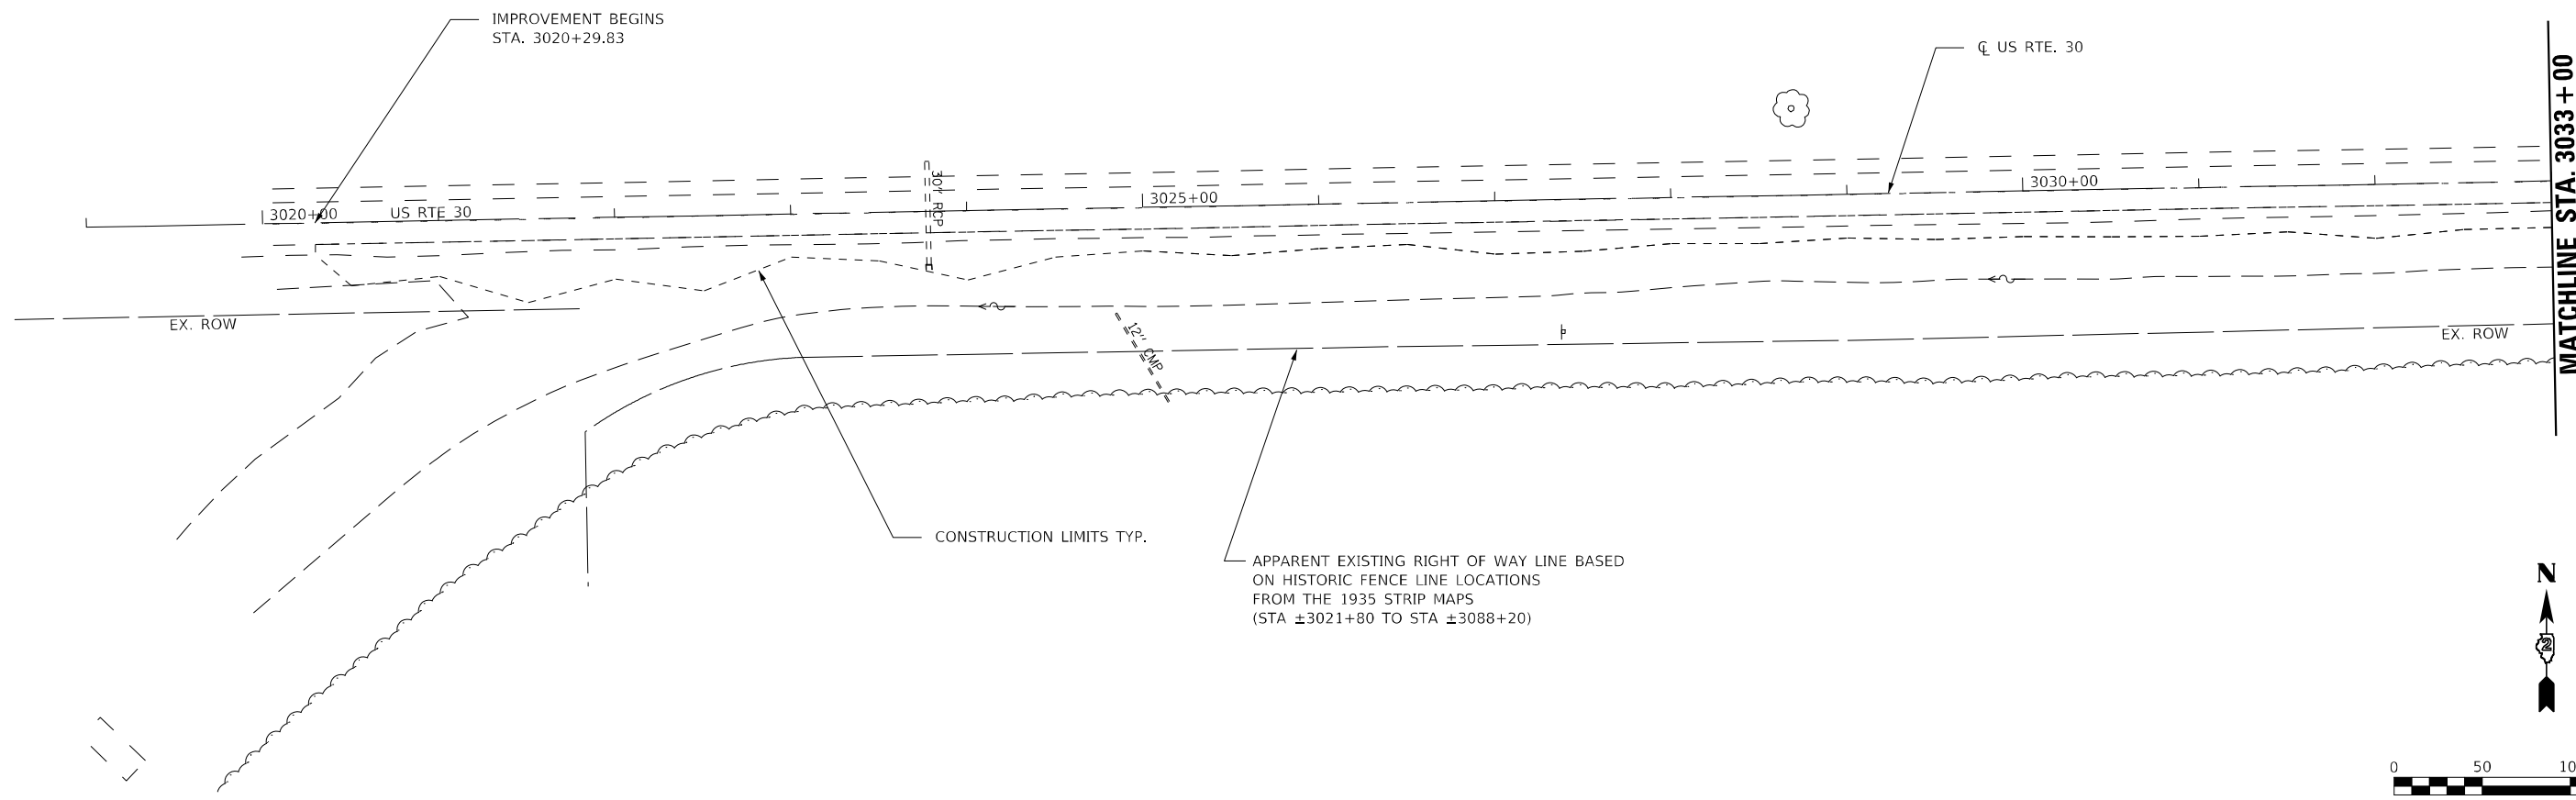 IMPROVEMENT BEGINS
STA. 3020+29.83
℄ US RTE. 30
MATCHLINE STA. 3033+00
3020+00
US RTE 30
30'' RCP
3025+00
3030+00
EX. ROW
12'' CMP
EX. ROW
CONSTRUCTION LIMITS TYP.
APPARENT EXISTING RIGHT OF WAY LINE BASED
ON HISTORIC FENCE LINE LOCATIONS
FROM THE 1935 STRIP MAPS
(STA ±3021+80 TO STA ±3088+20)
N
2
0 50